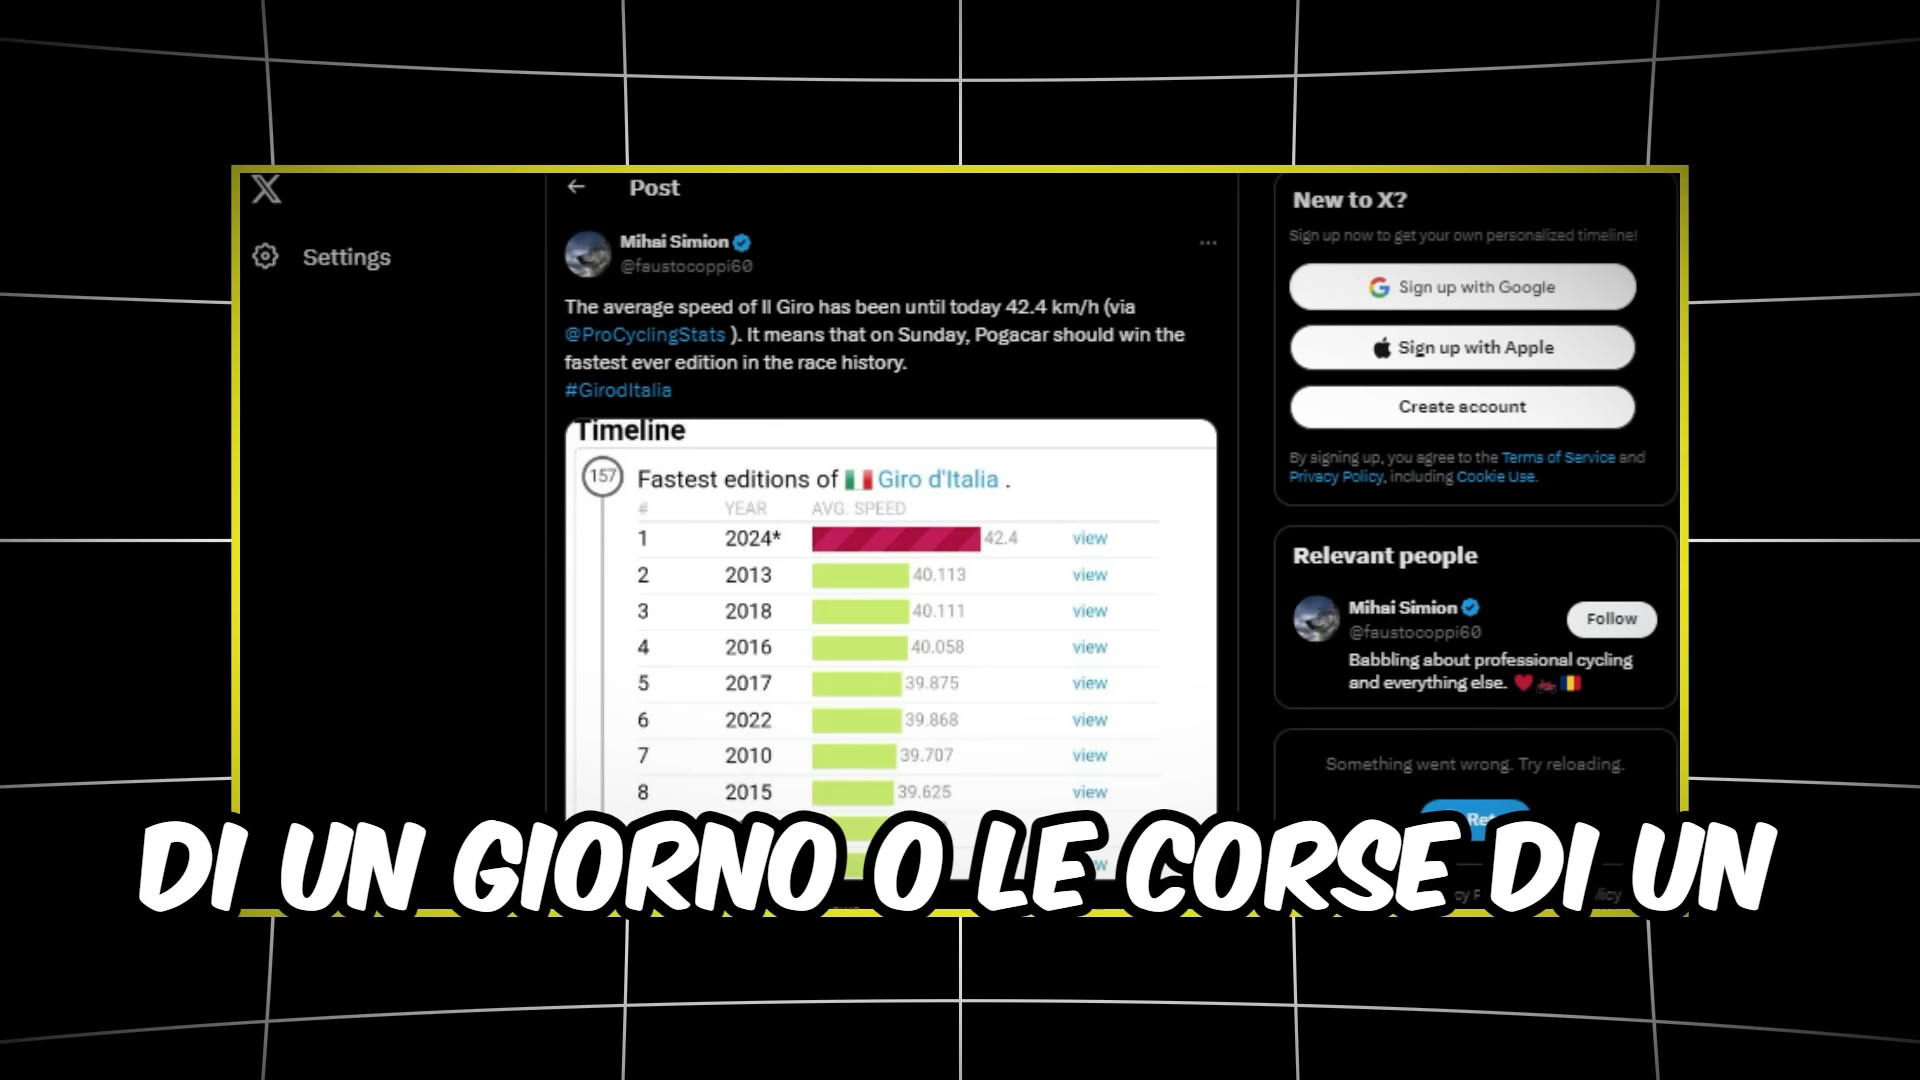 X
Settings
Post
Mihai Simion
@faustocoppi60
The average speed of Il Giro has been until today 42.4 km/h (via
@ProCyclingStats ). It means that on Sunday, Pogacar should win the
fastest ever edition in the race history.
#GirodItalia
Timeline
157
Fastest editions of Giro d'Italia .
# YEAR AVG. SPEED
1 2024* 42.4 view
2 2013 40.113 view
3 2018 40.111 view
4 2016 40.058 view
5 2017 39.875 view
6 2022 39.868 view
7 2010 39.707 view
8 2015 39.625 view
New to X?
Sign up now to get your own personalized timeline!
Sign up with Google
Sign up with Apple
Create account
By signing up, you agree to the Terms of Service and
Privacy Policy, including Cookie Use.
Relevant people
Mihai Simion
@faustocoppi60
Follow
Babbling about professional cycling
and everything else.
Something went wrong. Try reloading.
DI UN GIORNO O LE CORSE DI UN